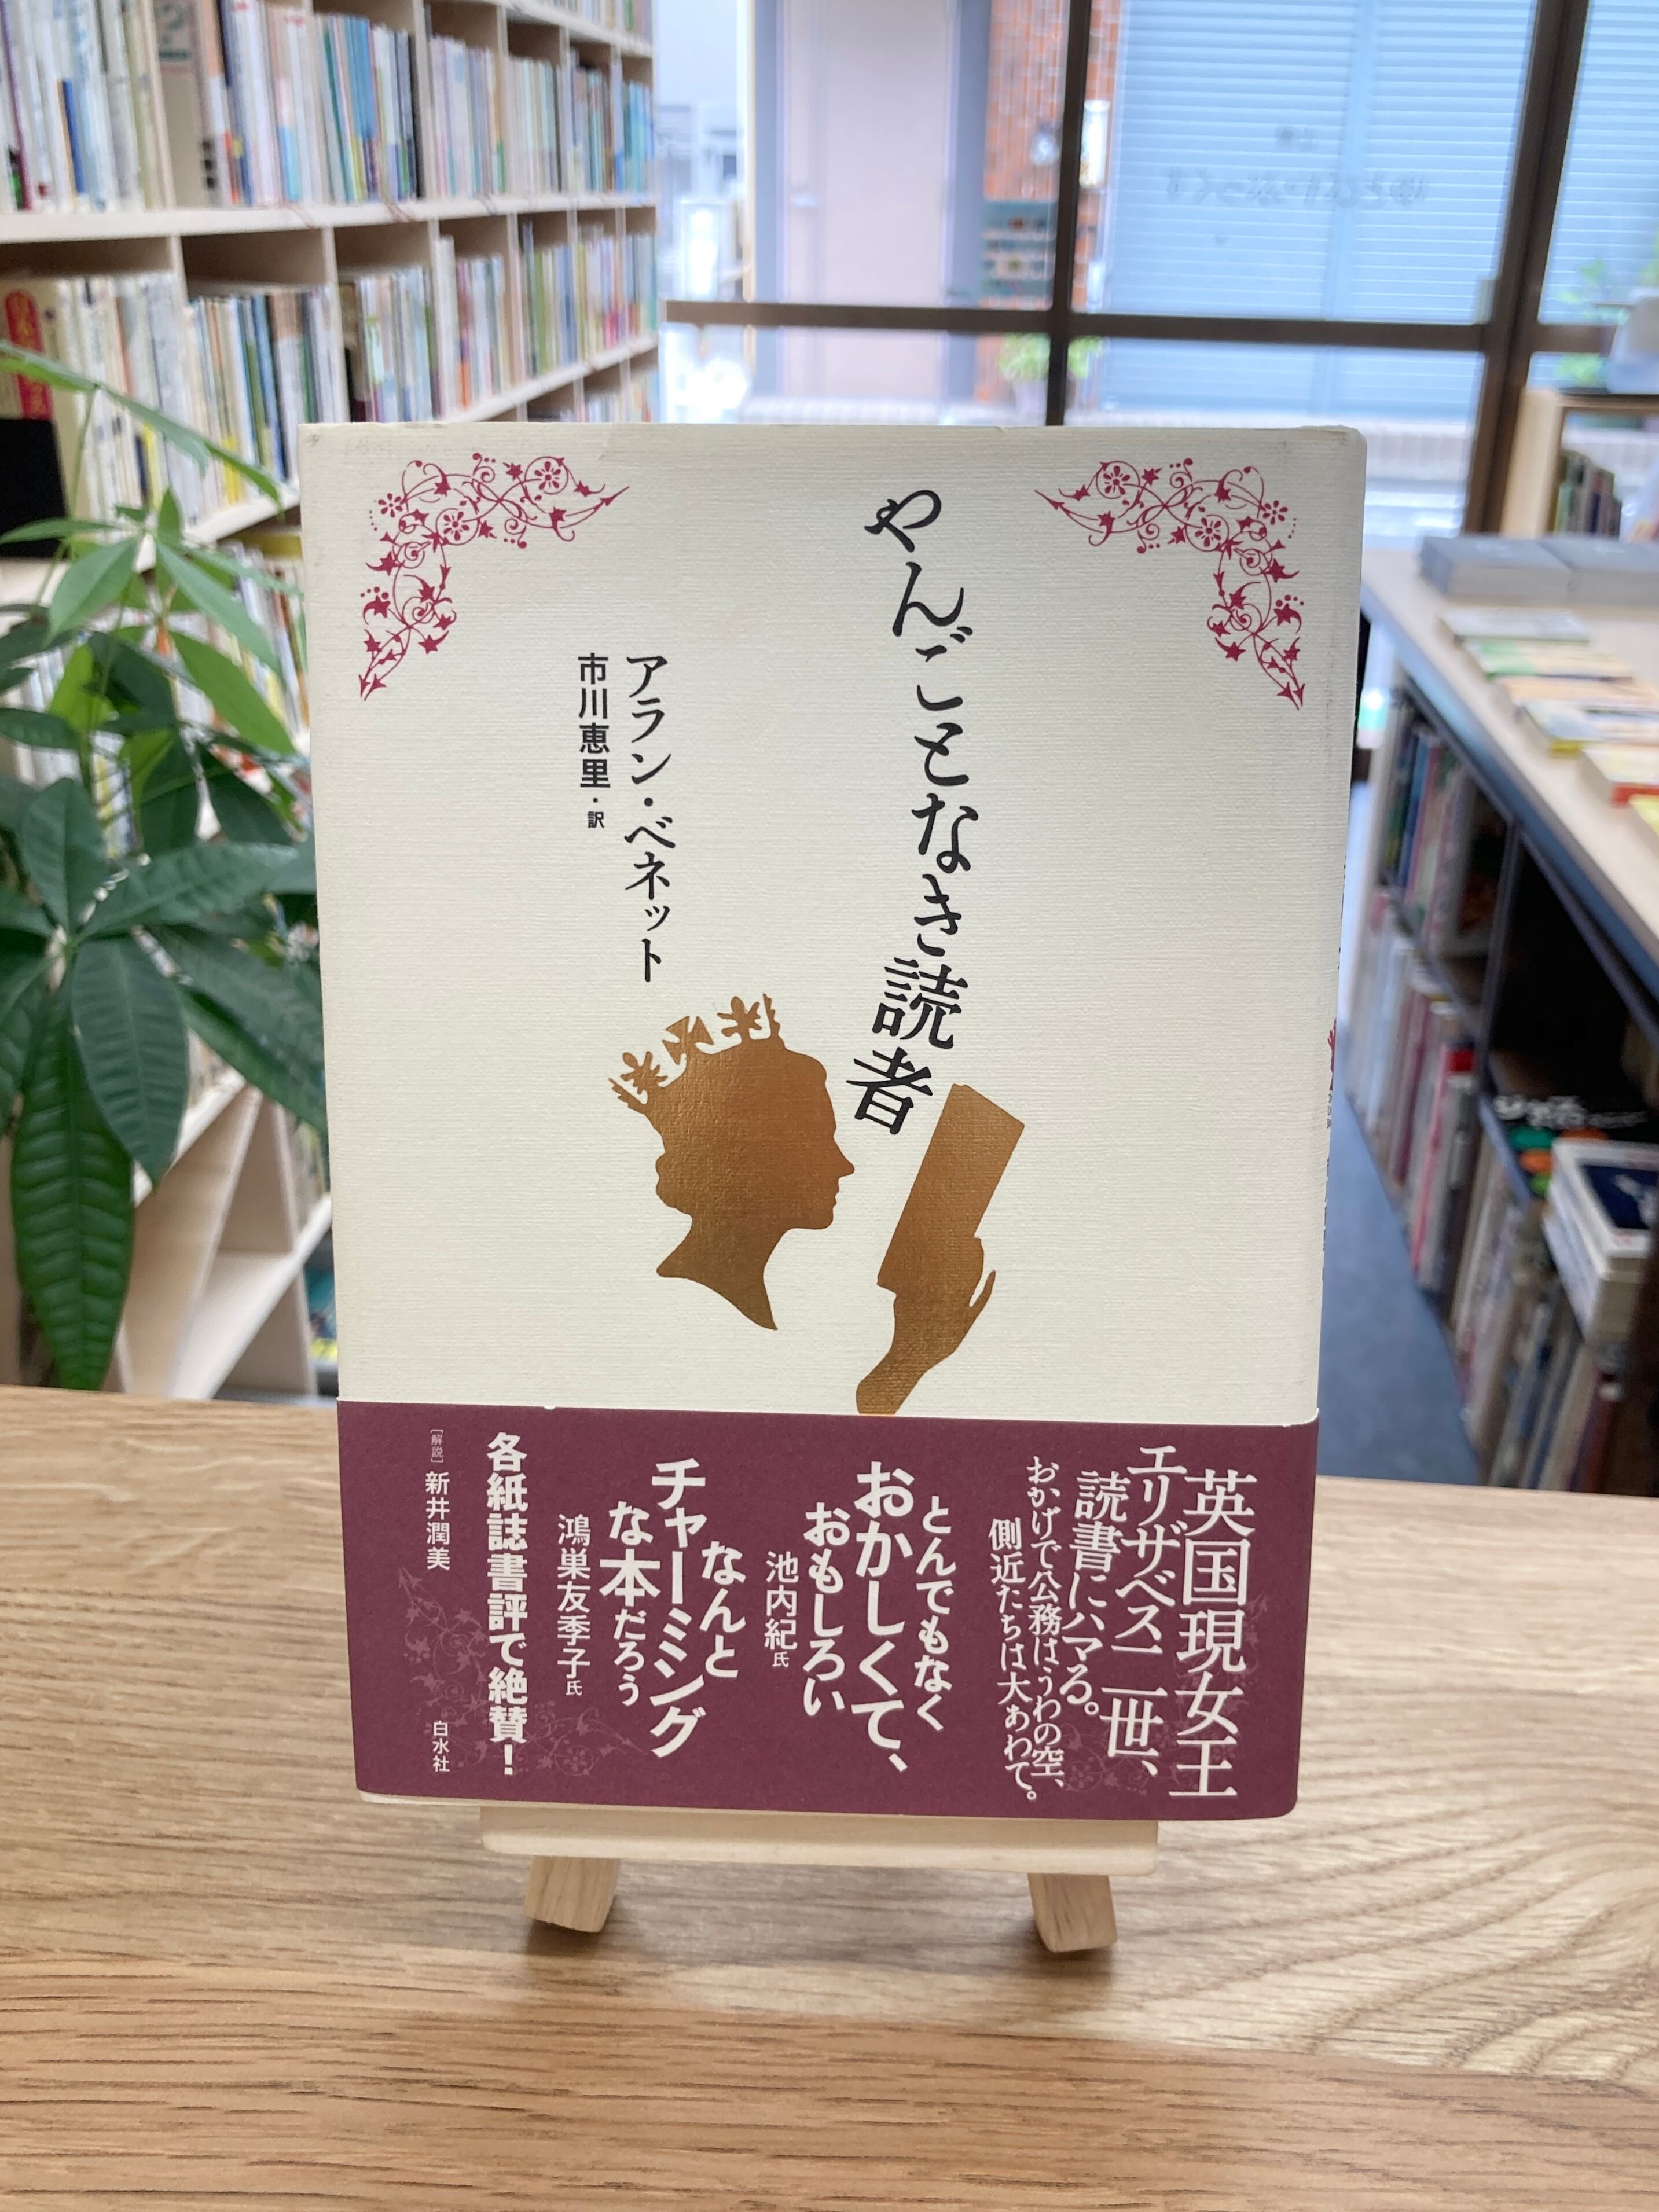 やんごとなき読者
アラン・ベネット
市川恵里・訳
英国現女王
エリザベス二世、
読書にハマる。
おかげで公務はうわの空、
側近たちは大あわて。
とんでもなく
おかしくて、
おもしろい
池内紀氏
なんと
チャーミング
な本だろう
鴻巣友季子氏
各紙誌書評で絶賛！
［解説］新井潤美
白水社